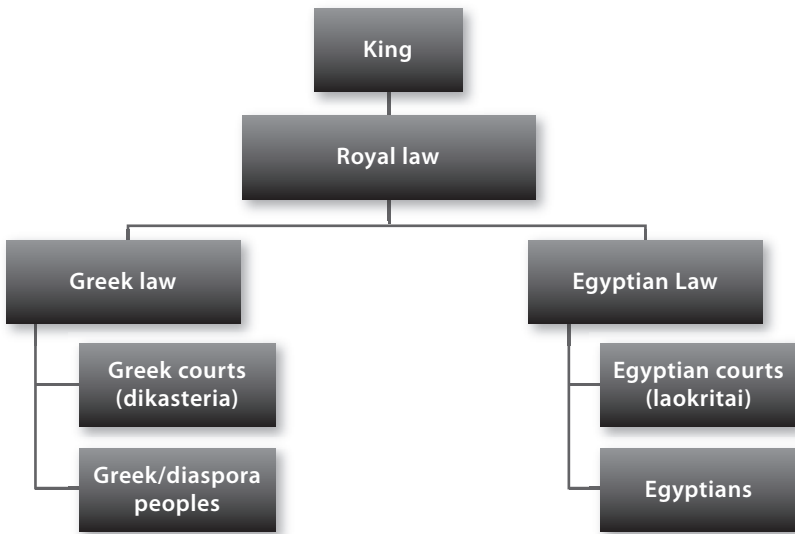 King
Royal law
Greek law
Egyptian Law
Greek courts
(dikasteria)
Egyptian courts
(laokritai)
Greek/diaspora
peoples
Egyptians